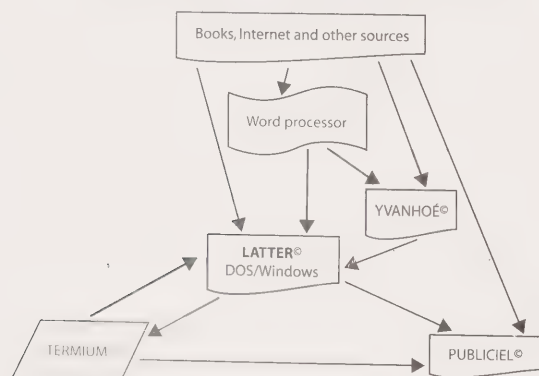 Books, Internet and other sources
Word processor
YVANHOÉ©
LATTER©
DOS/Windows
TERMIUM
PUBLICIEL©